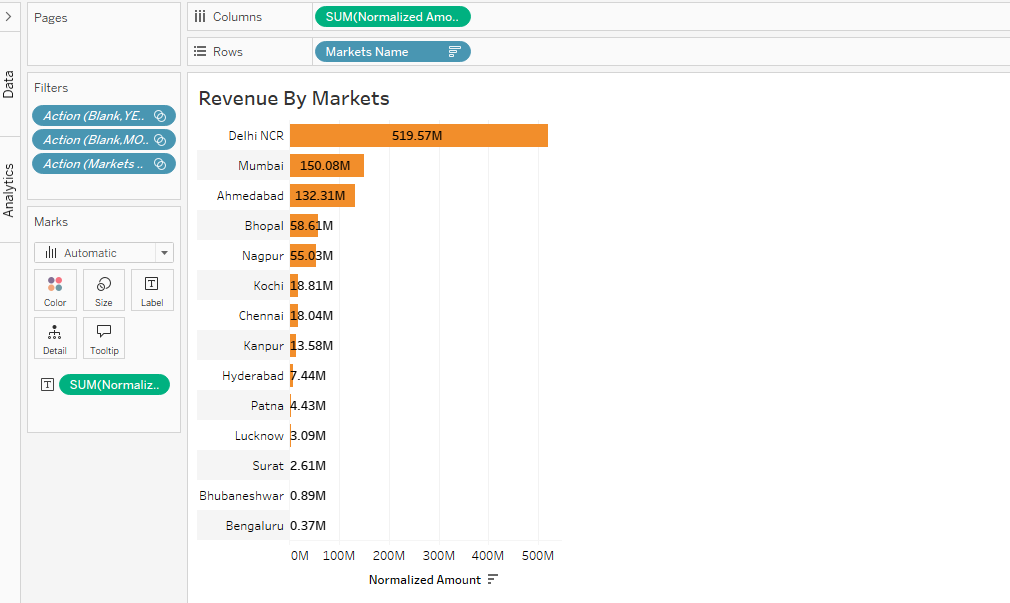 Pages
Columns
SUM(Normalized Amo..
Rows
Markets Name
Data
Analytics
Filters
Action (Blank,YE..
Action (Blank,MO..
Action (Markets ..
Marks
Automatic
Color
Size
Label
Detail
Tooltip
T
SUM(Normaliz..
Revenue By Markets
Delhi NCR 519.57M
Mumbai 150.08M
Ahmedabad 132.31M
Bhopal 58.61M
Nagpur 55.03M
Kochi 18.81M
Chennai 18.04M
Kanpur 13.58M
Hyderabad 7.44M
Patna 4.43M
Lucknow 3.09M
Surat 2.61M
Bhubaneshwar 0.89M
Bengaluru 0.37M
0M 100M 200M 300M 400M 500M
Normalized Amount